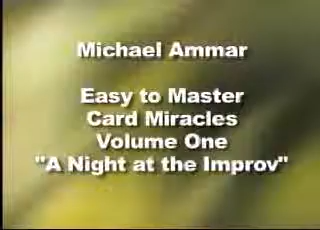 Michael Ammar
Easy to Master
Card Miracles
Volume One
"A Night at the Improv"